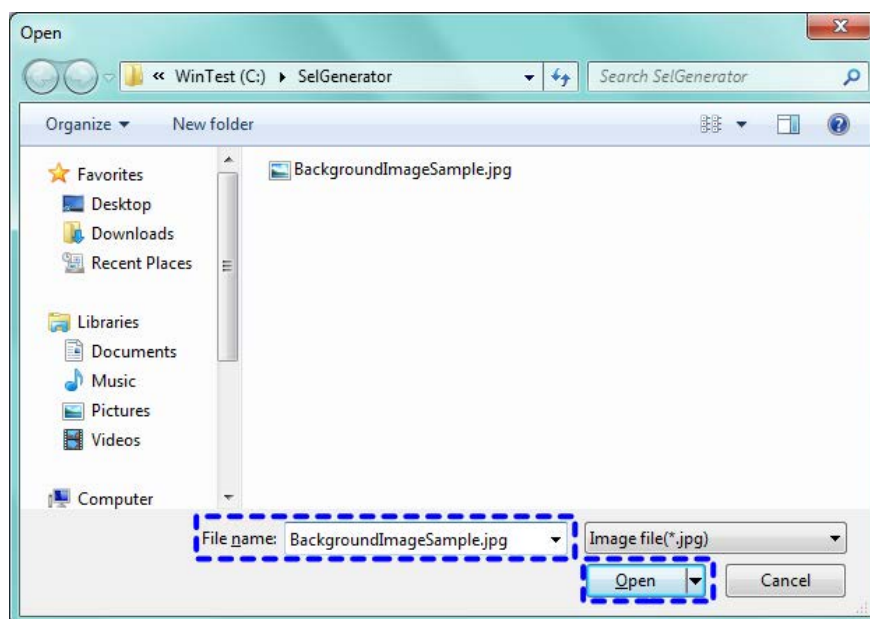 Open
« WinTest (C:) ▸ SelGenerator
Search SelGenerator
Organize
New folder
Favorites
Desktop
Downloads
Recent Places
Libraries
Documents
Music
Pictures
Videos
Computer
BackgroundImageSample.jpg
File name: BackgroundImageSample.jpg
Image file(*.jpg)
Open
Cancel